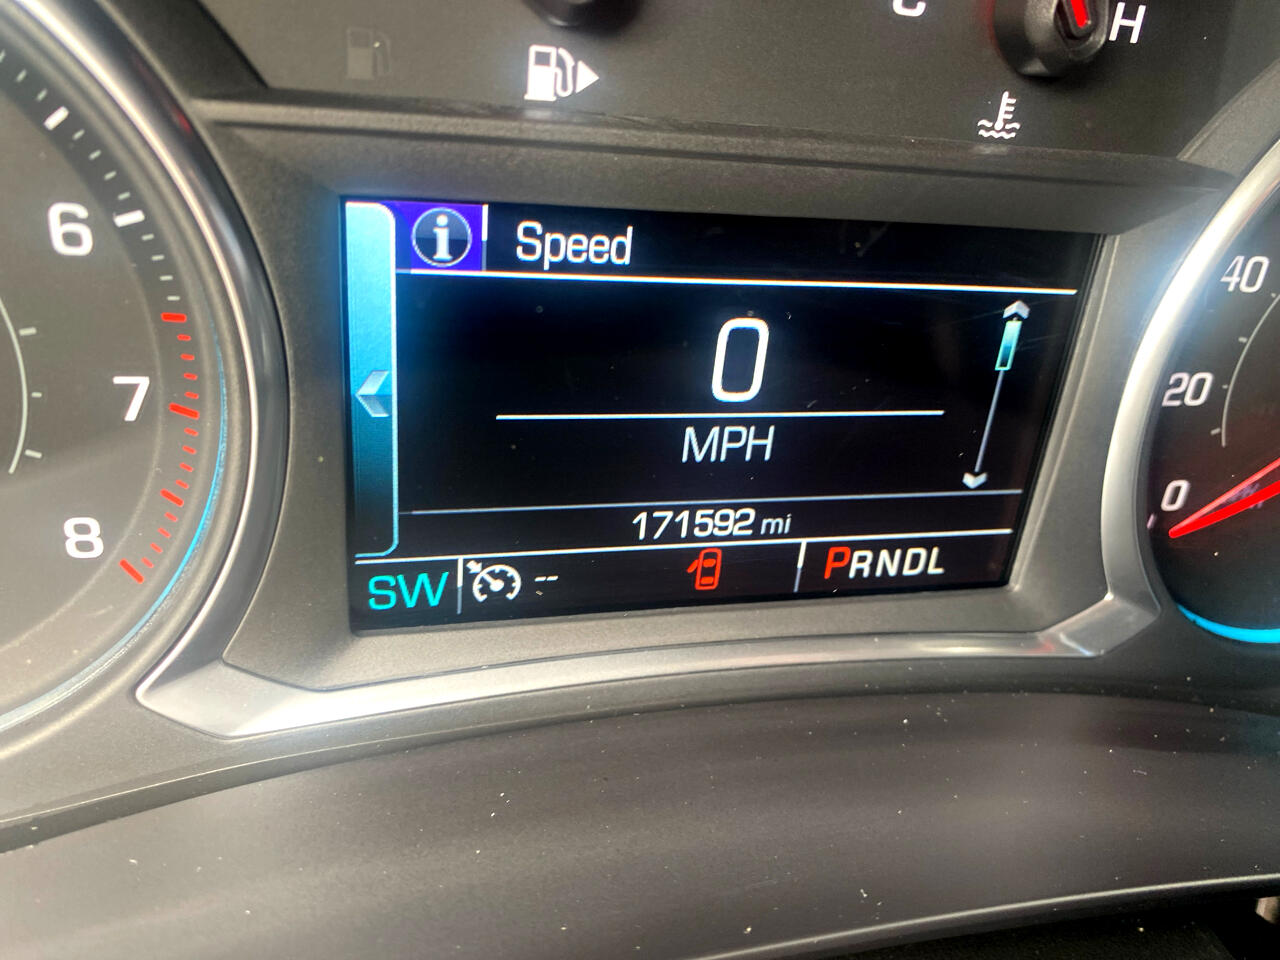 C H
6
7
8
Speed
0
MPH
171592 mi
SW -- PRNDL
40
20
0